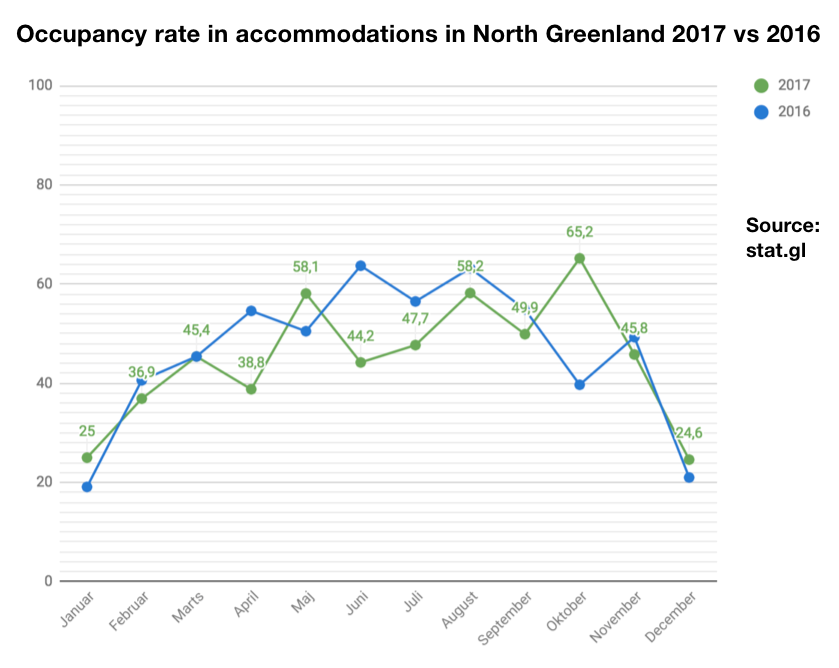 Occupancy rate in accommodations in North Greenland 2017 vs 2016
100
80
60
40
20
0
2017
2016
Source:
stat.gl
25
36,9
45,4
38,8
58,1
44,2
47,7
58,2
49,9
65,2
45,8
24,6
Januar
Februar
Marts
April
Maj
Juni
Juli
August
September
Oktober
November
December